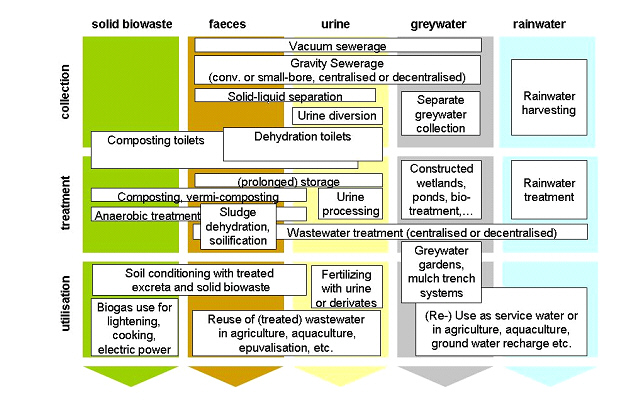 solid biowaste
faeces
urine
greywater
rainwater
collection
Vacuum sewerage
Gravity Sewerage
(conv. or small-bore, centralised or decentralised)
Solid-liquid separation
Urine diversion
Separate
greywater
collection
Rainwater
harvesting
Composting toilets
Dehydration toilets
treatment
(prolonged) storage
Composting, vermi-composting
Anaerobic treatment
Sludge
dehydration,
soilification
Urine
processing
Constructed
wetlands,
ponds, bio-
treatment,...
Rainwater
treatment
Wastewater treatment (centralised or decentralised)
utilisation
Soil conditioning with treated
excreta and solid biowaste
Fertilizing
with urine
or derivates
Greywater
gardens,
mulch trench
systems
Biogas use for
lightening,
cooking,
electric power
Reuse of (treated) wastewater
in agriculture, aquaculture,
epuvalisation, etc.
(Re-) Use as service water or
in agriculture, aquaculture,
ground water recharge etc.